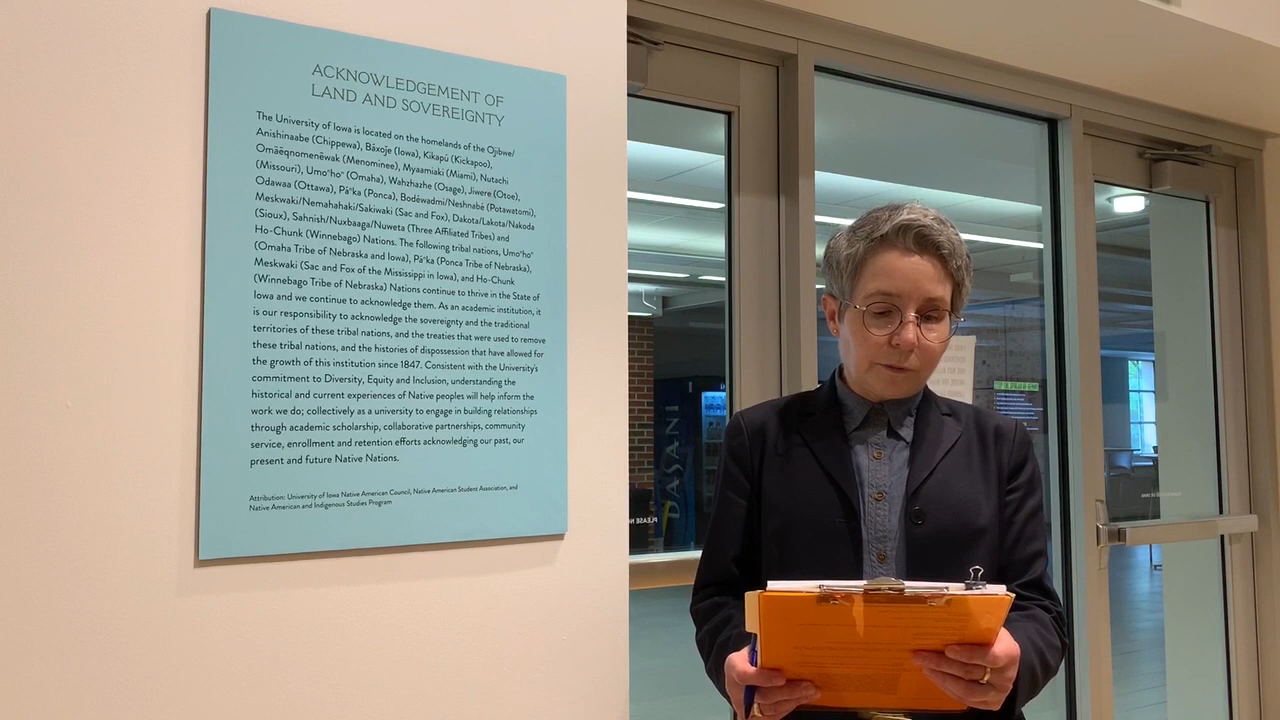 ACKNOWLEDGEMENT OF
LAND AND SOVEREIGNTY
The University of Iowa is located on the homelands of the Ojibwe/
Anishinaabe (Chippewa), Báxoje (Iowa), Kikapú (Kickapoo),
Omāēqnomenēwak (Menominee), Myaamiaki (Miami), Nutachi
(Missouri), Umoⁿhoⁿ (Omaha), Wahzhazhe (Osage), Jiwere (Otoe),
Odawaa (Ottawa), Páⁿka (Ponca), Bodéwadmi/Neshnabé (Potawatomi),
Meskwaki/Nemahahaki/Sakiwaki (Sac and Fox), Dakota/Lakota/Nakoda
(Sioux), Sahnish/Nuxbaaga/Nuweta (Three Affiliated Tribes) and
Ho-Chunk (Winnebago) Nations. The following tribal nations, Umoⁿhoⁿ
(Omaha Tribe of Nebraska and Iowa), Páⁿka (Ponca Tribe of Nebraska),
Meskwaki (Sac and Fox of the Mississippi in Iowa), and Ho-Chunk
(Winnebago Tribe of Nebraska) Nations continue to thrive in the State of
Iowa and we continue to acknowledge them. As an academic institution, it
is our responsibility to acknowledge the sovereignty and the traditional
territories of these tribal nations, and the treaties that were used to remove
these tribal nations, and the histories of dispossession that have allowed for
the growth of this institution since 1847. Consistent with the University's
commitment to Diversity, Equity and Inclusion, understanding the
historical and current experiences of Native peoples will help inform the
work we do; collectively as a university to engage in building relationships
through academic scholarship, collaborative partnerships, community
service, enrollment and retention efforts acknowledging our past, our
present and future Native Nations.
Attribution: University of Iowa Native American Council, Native American Student Association, and
Native American and Indigenous Studies Program
DASANI
PLEASE